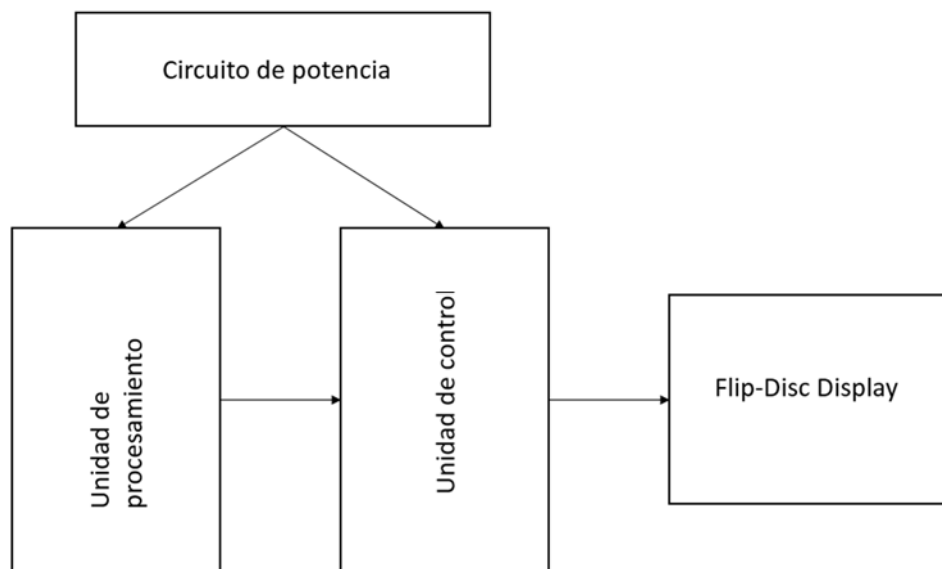 Circuito de potencia
Unidad de
procesamiento
Unidad de control
Flip-Disc Display